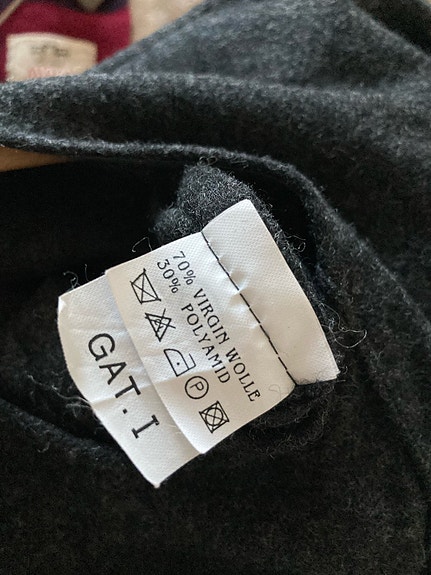 70% VIRGIN WOLLE
30% POLYAMID
P
GAT. I